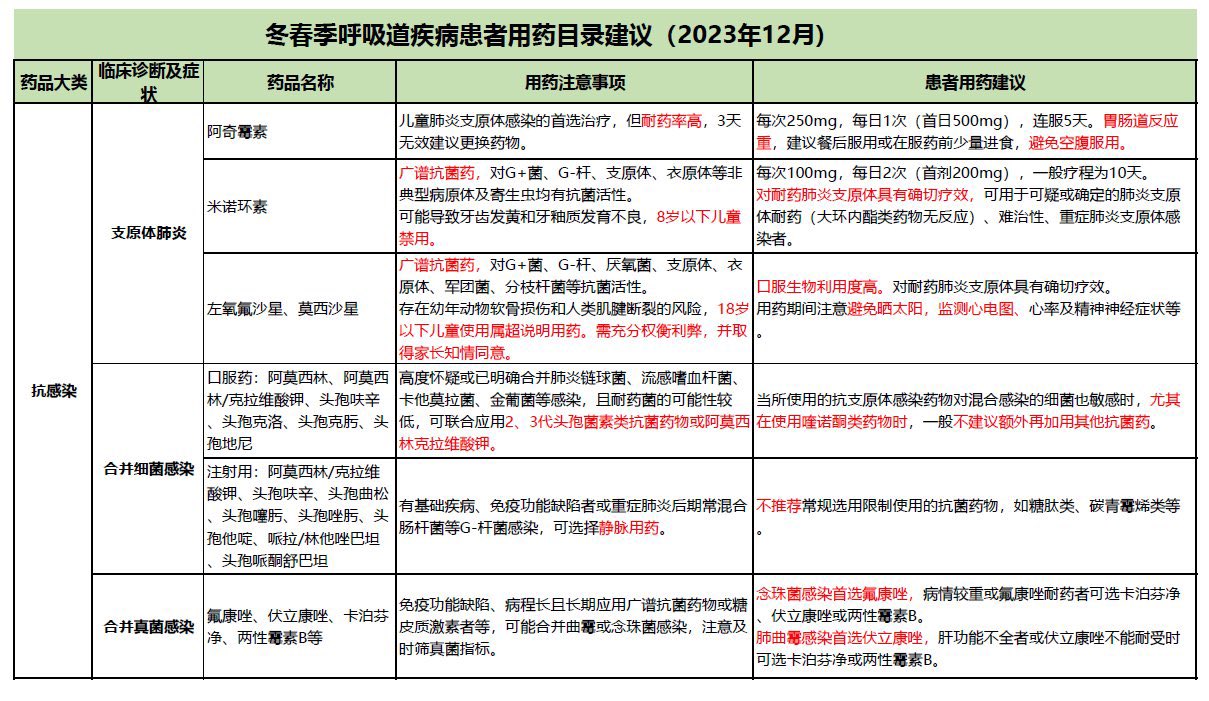 冬春季呼吸道疾病患者用药目录建议（2023年12月)
药品大类
临床诊断及症
状
药品名称
用药注意事项
患者用药建议
抗感染
支原体肺炎
阿奇霉素
儿童肺炎支原体感染的首选治疗，但耐药率高，3天
无效建议更换药物。
每次250mg，每日1次（首日500mg），连服5天。胃肠道反应
重，建议餐后服用或在服药前少量进食，避免空腹服用。
米诺环素
广谱抗菌药，对G+菌、G-杆、支原体、衣原体等非
典型病原体及寄生虫均有抗菌活性。
可能导致牙齿发黄和牙釉质发育不良，8岁以下儿童
禁用。
每次100mg，每日2次（首剂200mg），一般疗程为10天。
对耐药肺炎支原体具有确切疗效，可用于可疑或确定的肺炎支原
体耐药（大环内酯类药物无反应）、难治性、重症肺炎支原体感
染者。
左氧氟沙星、莫西沙星
广谱抗菌药，对G+菌、G-杆、厌氧菌、支原体、衣
原体、军团菌、分枝杆菌等抗菌活性。
存在幼年动物软骨损伤和人类肌腱断裂的风险，18岁
以下儿童使用属超说明用药。需充分权衡利弊，并取
得家长知情同意。
口服生物利用度高。对耐药肺炎支原体具有确切疗效。
用药期间注意避免晒太阳，监测心电图、心率及精神神经症状等
。
合并细菌感染
口服药：阿莫西林、阿莫西
林/克拉维酸钾、头孢呋辛
、头孢克洛、头孢克肟、头
孢地尼
高度怀疑或已明确合并肺炎链球菌、流感嗜血杆菌、
卡他莫拉菌、金葡菌等感染，且耐药菌的可能性较
低，可联合应用2、3代头孢菌素类抗菌药物或阿莫西
林克拉维酸钾。
当所使用的抗支原体感染药物对混合感染的细菌也敏感时，尤其
在使用喹诺酮类药物时，一般不建议额外再加用其他抗菌药。
注射用：阿莫西林/克拉维
酸钾、头孢呋辛、头孢曲松
、头孢噻肟、头孢唑肟、头
孢他啶、哌拉/林他唑巴坦
、头孢哌酮舒巴坦
有基础疾病、免疫功能缺陷者或重症肺炎后期常混合
肠杆菌等G-杆菌感染，可选择静脉用药。
不推荐常规选用限制使用的抗菌药物，如糖肽类、碳青霉烯类等
。
合并真菌感染
氟康唑、伏立康唑、卡泊芬
净、两性霉素B等
免疫功能缺陷、病程长且长期应用广谱抗菌药物或糖
皮质激素者等，可能合并曲霉或念珠菌感染，注意及
时筛真菌指标。
念珠菌感染首选氟康唑，病情较重或氟康唑耐药者可选卡泊芬净
、伏立康唑或两性霉素B。
肺曲霉感染首选伏立康唑，肝功能不全者或伏立康唑不能耐受时
可选卡泊芬净或两性霉素B。